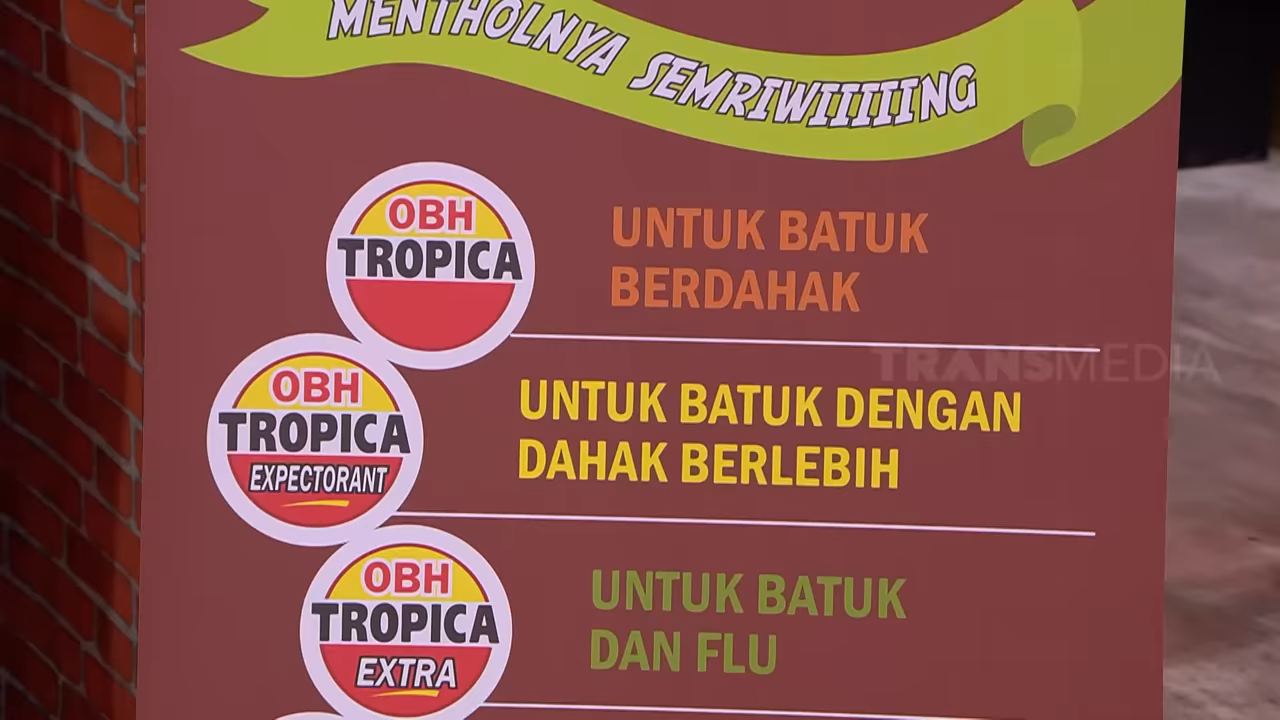 MENTHOLNYA SEMRIWIIIIING
OBH
TROPICA
UNTUK BATUK
BERDAHAK
OBH
TROPICA
EXPECTORANT
UNTUK BATUK DENGAN
DAHAK BERLEBIH
OBH
TROPICA
EXTRA
UNTUK BATUK
DAN FLU
TRANSMEDIA